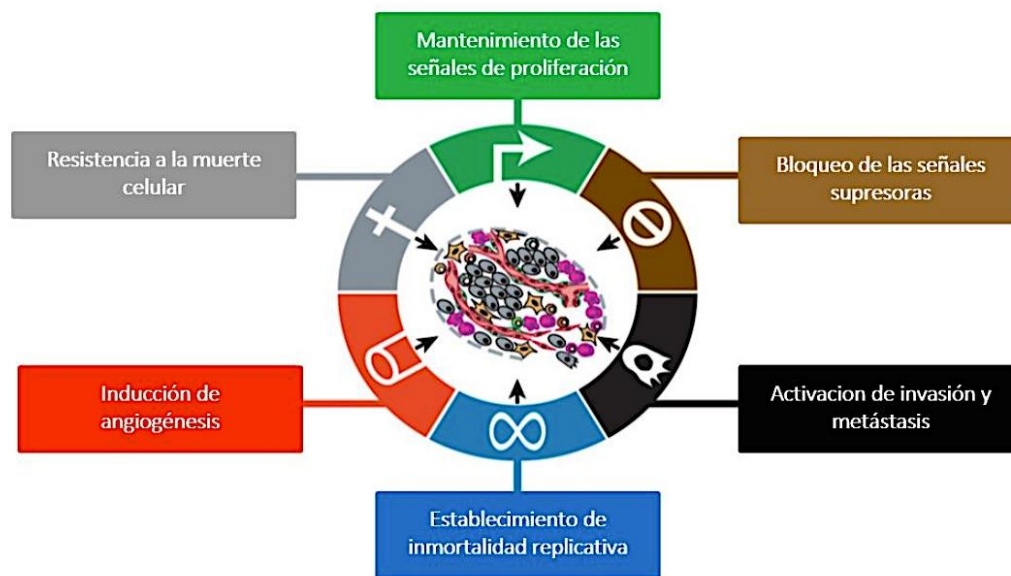 Mantenimiento de las
señales de proliferación
Resistencia a la muerte
celular
Bloqueo de las señales
supresoras
Inducción de
angiogénesis
Activacion de invasión y
metástasis
Establecimiento de
inmortalidad replicativa